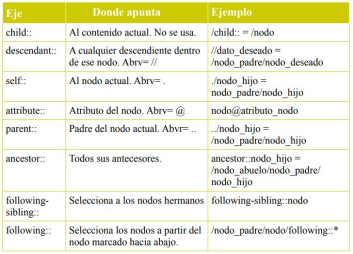 Eje Donde apunta Ejemplo
child:: Al contenido actual. No se usa. /child:: = /nodo
descendant:: A cualquier descendiente dentro //dato_deseado =
de ese nodo. Abrv= // /nodo_padre/nodo_deseado
self:: Al nodo actual. Abrv= . ./nodo_hijo =
nodo_padre/nodo_hijo
attribute:: Atributo del nodo. Abrv= @ nodo@atributo_nodo
parent:: Padre del nodo actual. Abvr= .. ../nodo_hijo =
/nodo_padre/nodo_hijo
ancestor:: Todos sus antecesores. ancestor::nodo_hijo =
/nodo_abuelo/nodo_padre/
nodo_hijo
following- Selecciona a los nodos hermanos following-sibling::nodo
sibling::
following:: Selecciona los nodos a partir del /nodo_padre/nodo/following::*
nodo marcado hacia abajo.